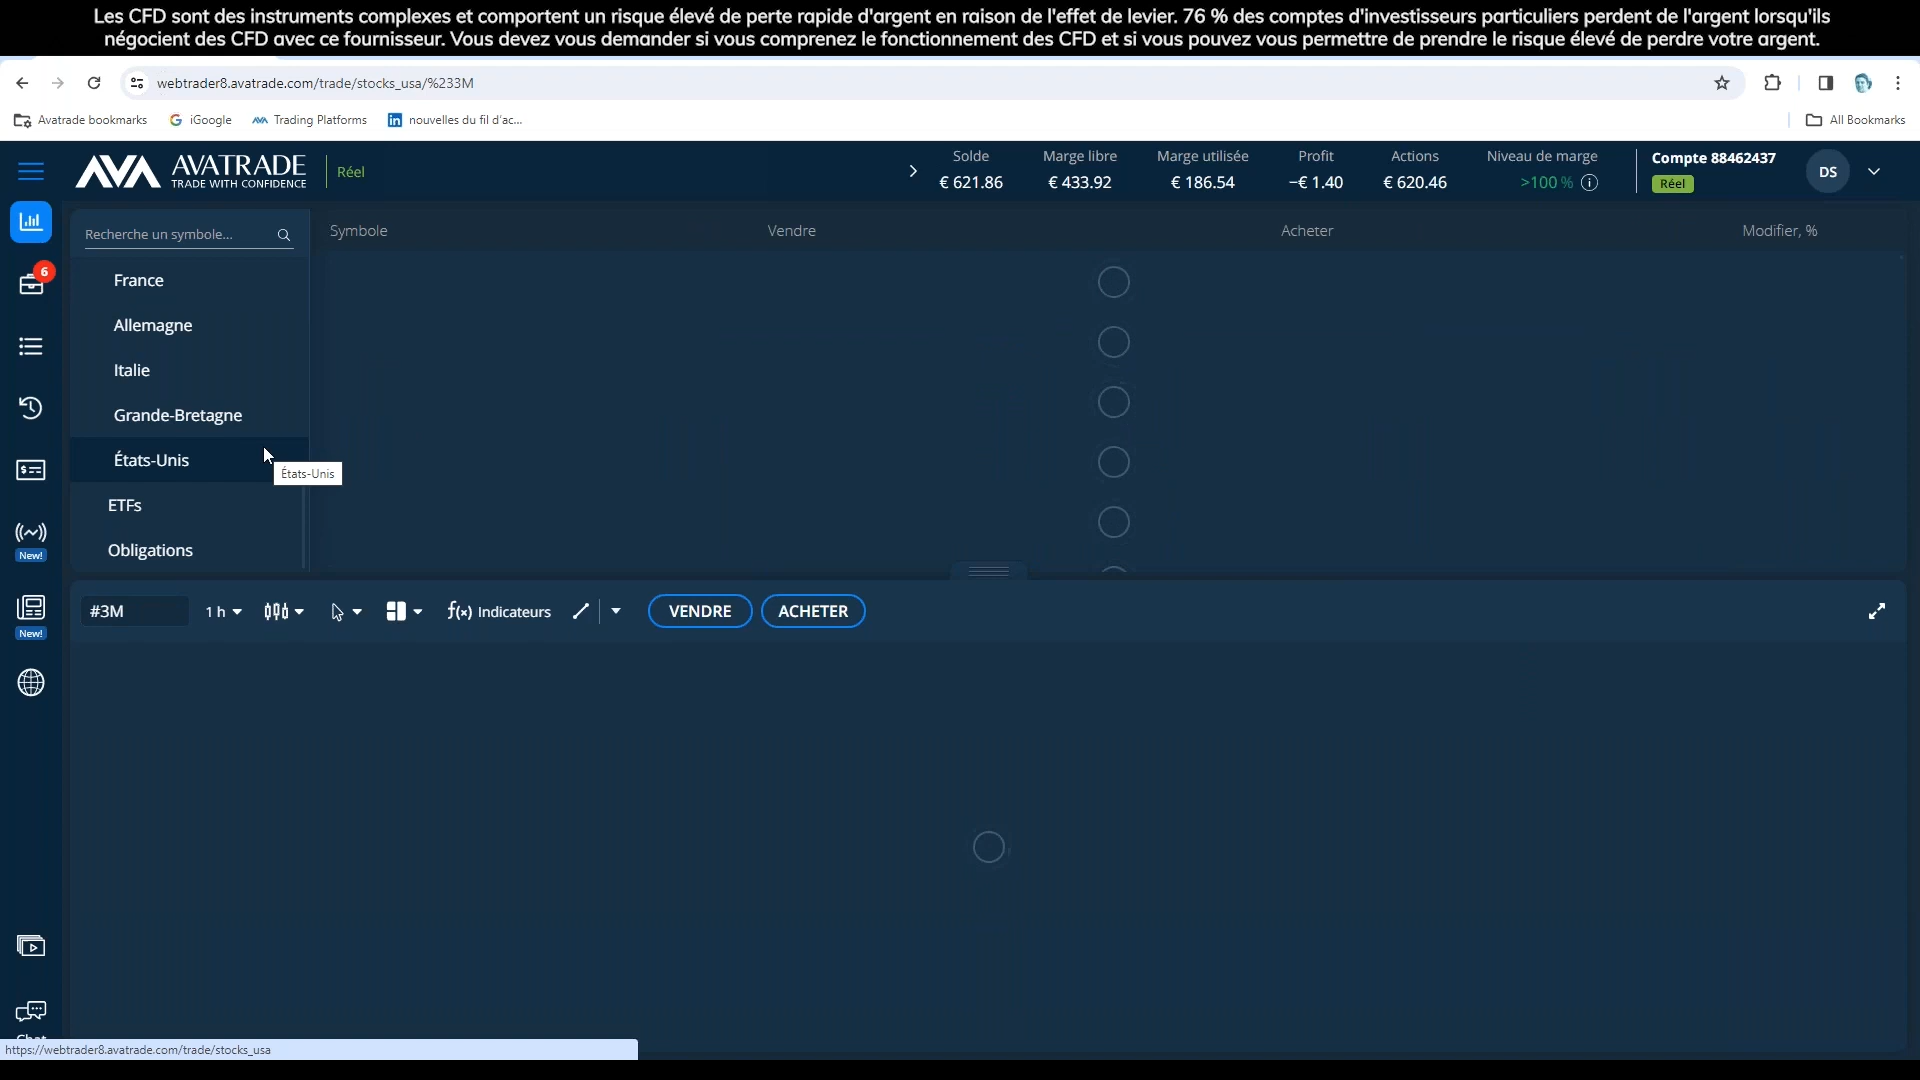 Les CFD sont des instruments complexes et comportent un risque élevé de perte rapide d'argent en raison de l'effet de levier. 76 % des comptes d'investisseurs particuliers perdent de l'argent lorsqu'ils
négocient des CFD avec ce fournisseur. Vous devez vous demander si vous comprenez le fonctionnement des CFD et si vous pouvez vous permettre de prendre le risque élevé de perdre votre argent.
webtrader8.avatrade.com/trade/stocks_usa/%233M
Avatrade bookmarks
iGoogle
Trading Platforms
nouvelles du fil d'ac...
All Bookmarks
AVA AVATRADE
TRADE WITH CONFIDENCE
Réel
Solde
€ 621.86
Marge libre
€ 433.92
Marge utilisée
€ 186.54
Profit
−€ 1.40
Actions
€ 620.46
Niveau de marge
>100 %
Compte 88462437
Réel
DS
Recherche un symbole...
Symbole
Vendre
Acheter
Modifier, %
6
France
Allemagne
Italie
Grande-Bretagne
États-Unis
États-Unis
ETFs
Obligations
New!
New!
#3M
1 h
f(x) Indicateurs
VENDRE
ACHETER
Chat
https://webtrader8.avatrade.com/trade/stocks_usa